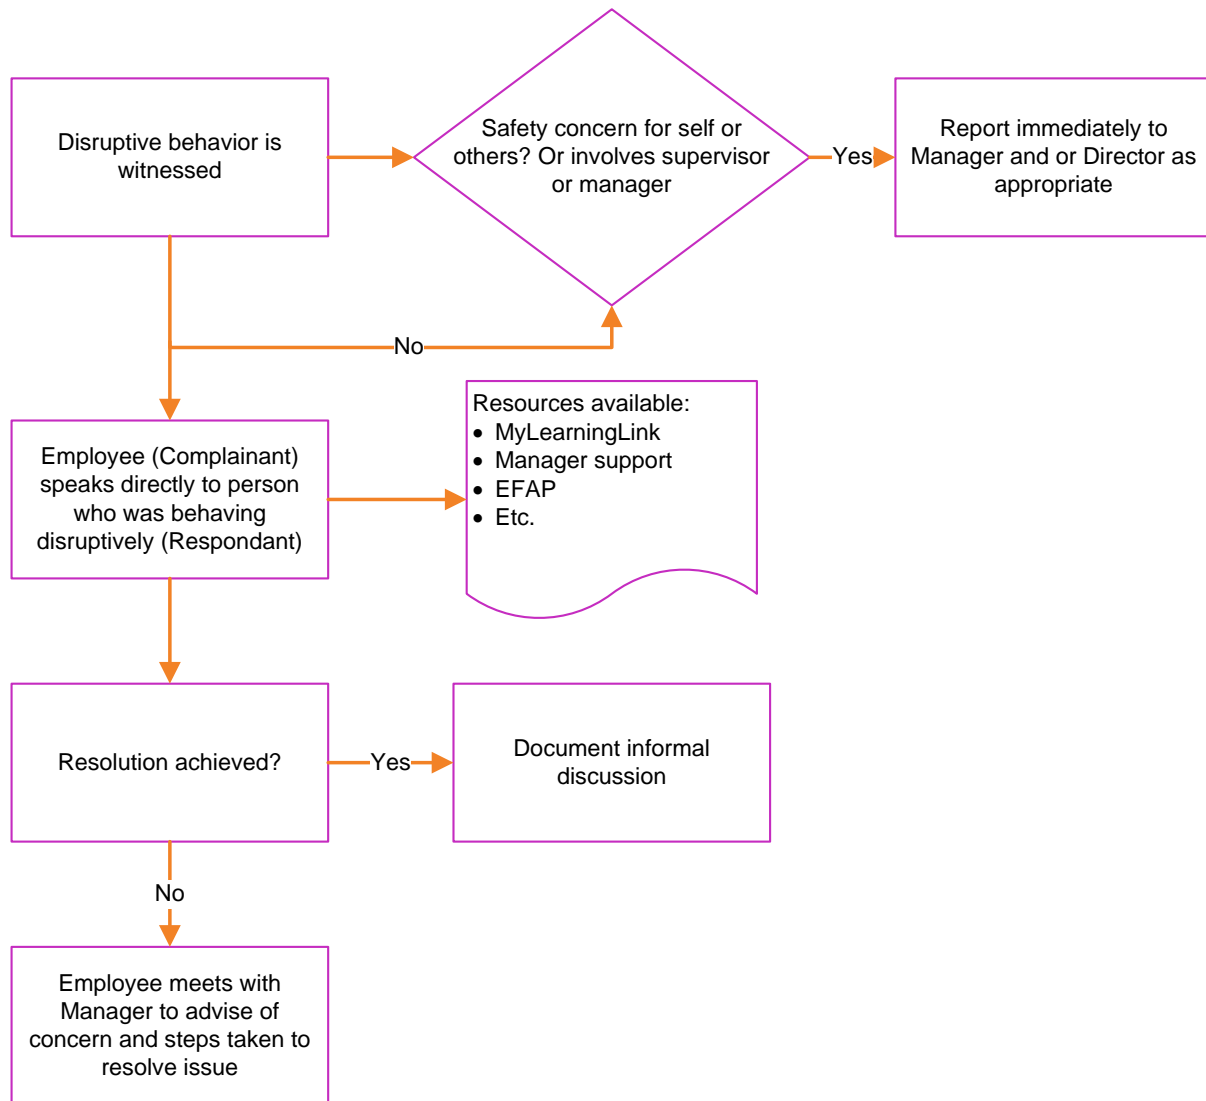 Disruptive behavior is
witnessed
Safety concern for self or
others? Or involves supervisor
or manager
Yes
Report immediately to
Manager and or Director as
appropriate
No
Employee (Complainant)
speaks directly to person
who was behaving
disruptively (Respondant)
Resources available:
• MyLearningLink
• Manager support
• EFAP
• Etc.
Resolution achieved?
Yes
Document informal
discussion
No
Employee meets with
Manager to advise of
concern and steps taken to
resolve issue